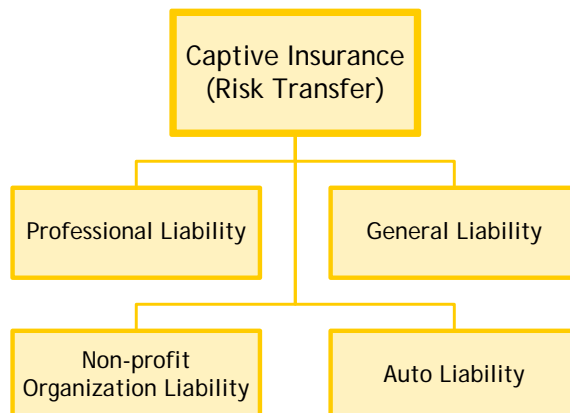 Captive Insurance
(Risk Transfer)
Professional Liability
General Liability
Non-profit
Organization Liability
Auto Liability